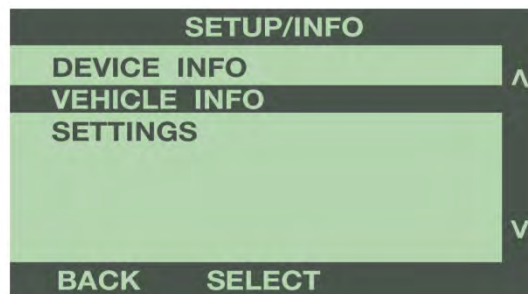 SETUP/INFO
DEVICE INFO
VEHICLE INFO
SETTINGS
BACK SELECT